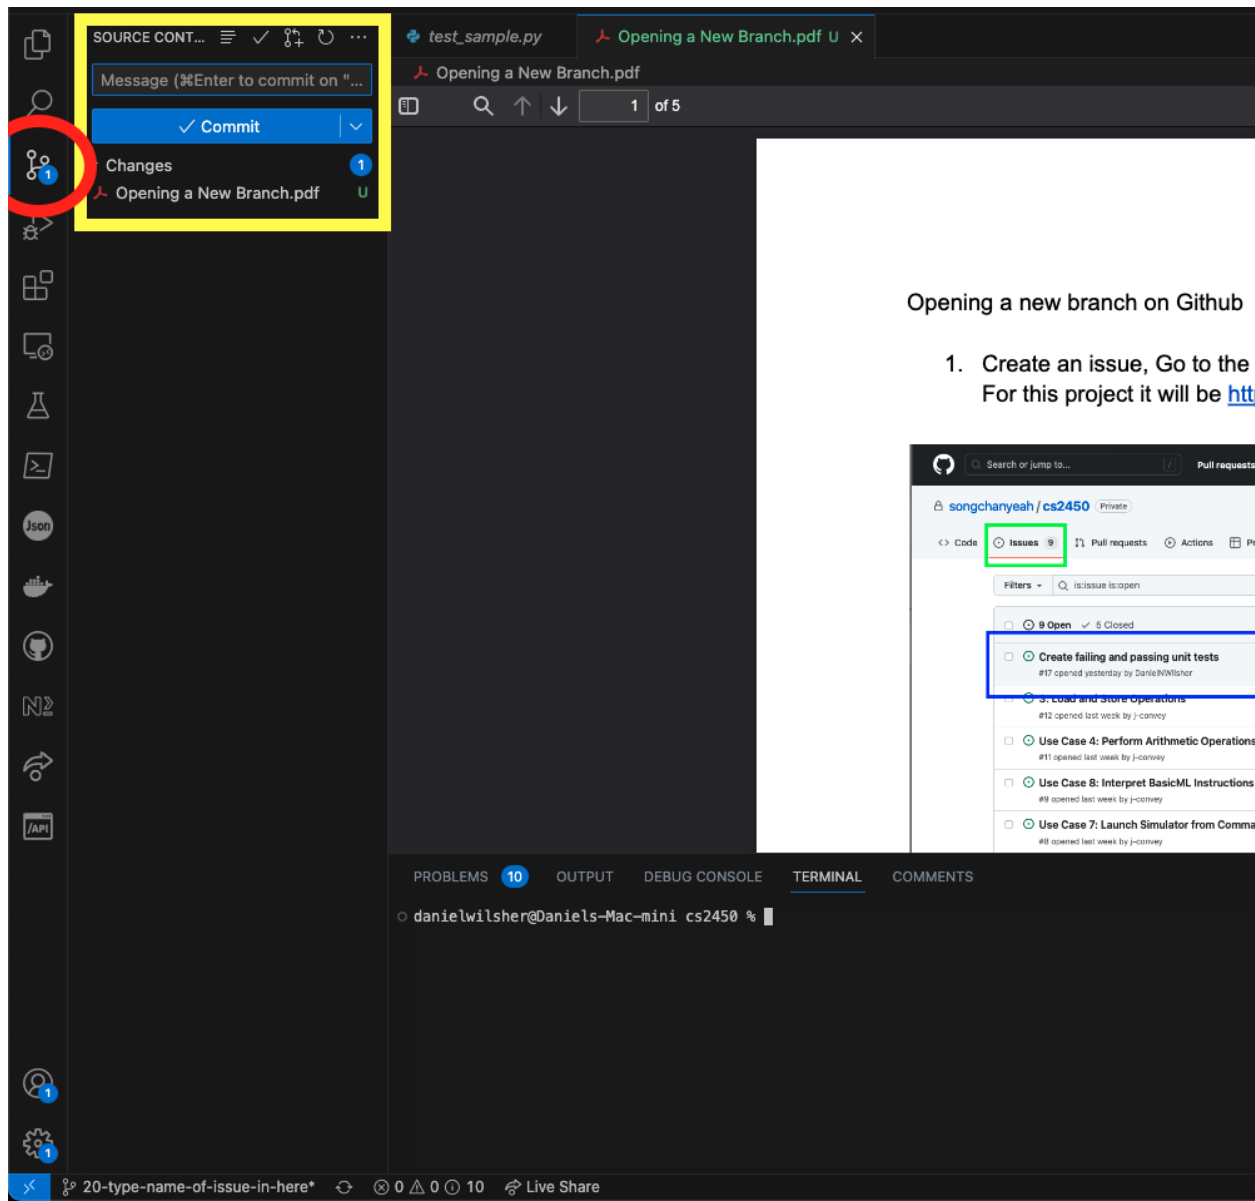 SOURCE CONT...
test_sample.py
Opening a New Branch.pdf U
Message (⌘Enter to commit on "...
Opening a New Branch.pdf
1 of 5
Commit
1
Changes 1
Opening a New Branch.pdf U
Opening a new branch on Github
1. Create an issue, Go to the
For this project it will be htt
Search or jump to... / Pull requests
songchanyeah / cs2450 Private
<> Code Issues 9 Pull requests Actions Pr
Filters is:issue is:open
9 Open 5 Closed
Create failing and passing unit tests
#17 opened yesterday by DanielNWilsher
3: Load and Store Operations
#12 opened last week by j-convey
Use Case 4: Perform Arithmetic Operations
#11 opened last week by j-convey
Use Case 8: Interpret BasicML Instructions
#9 opened last week by j-convey
Use Case 7: Launch Simulator from Comma
#8 opened last week by j-convey
Json
/API
PROBLEMS 10 OUTPUT DEBUG CONSOLE TERMINAL COMMENTS
danielwilsher@Daniels-Mac-mini cs2450 %
1
1
20-type-name-of-issue-in-here* 0 0 10 Live Share